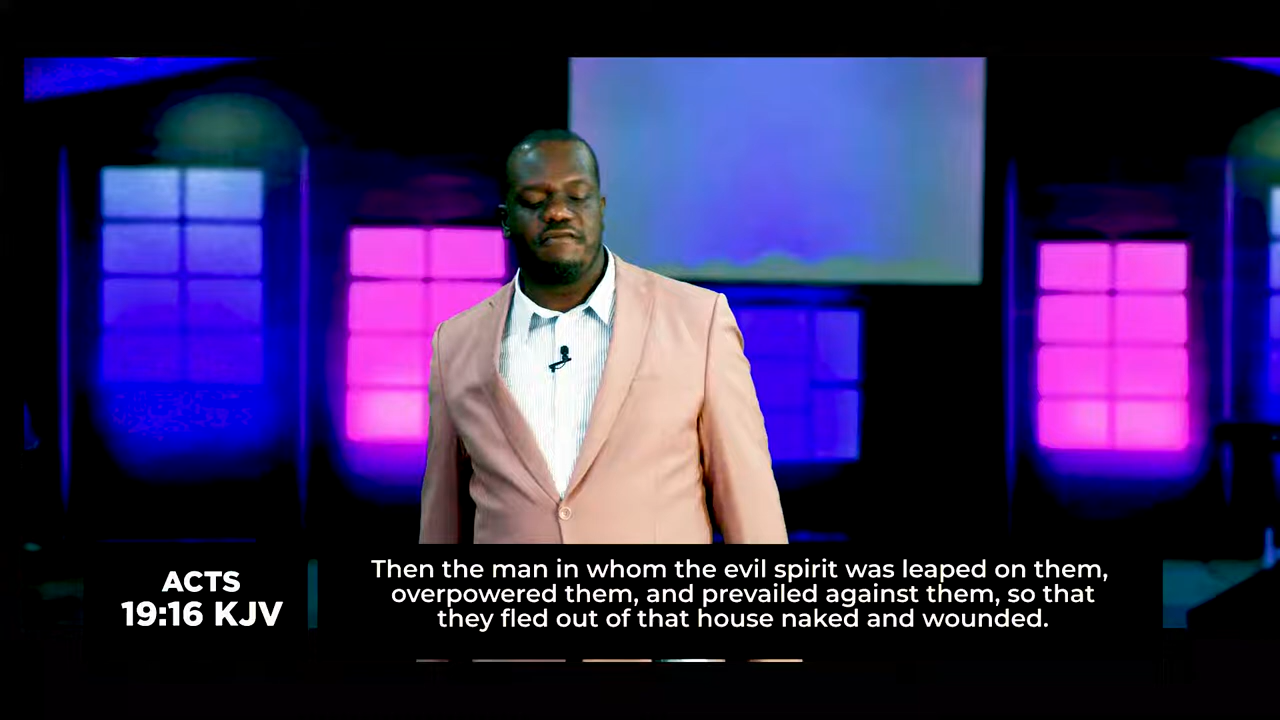 ACTS
19:16 KJV
Then the man in whom the evil spirit was leaped on them,
overpowered them, and prevailed against them, so that
they fled out of that house naked and wounded.